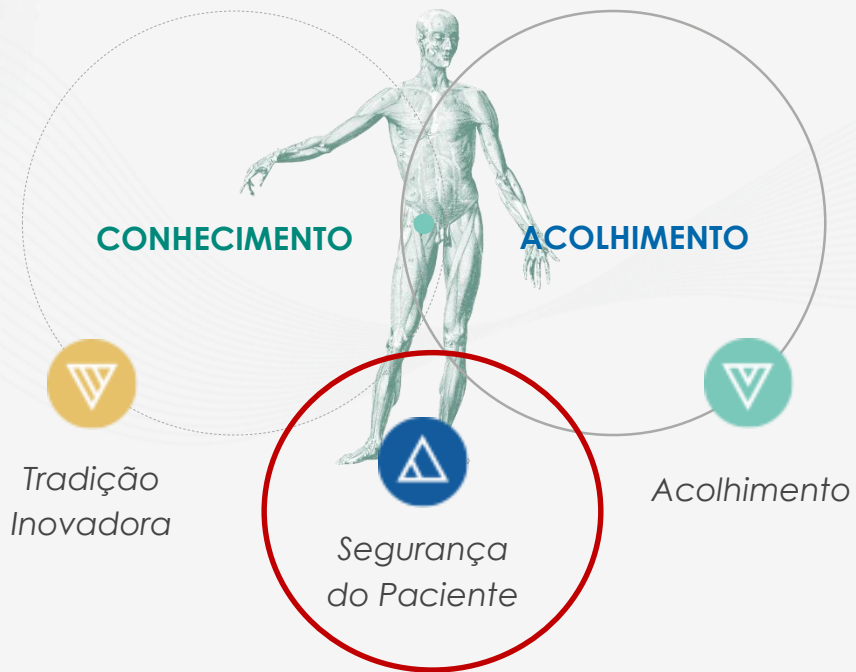 CONHECIMENTO
ACOLHIMENTO
Tradição
Inovadora
Segurança
do Paciente
Acolhimento